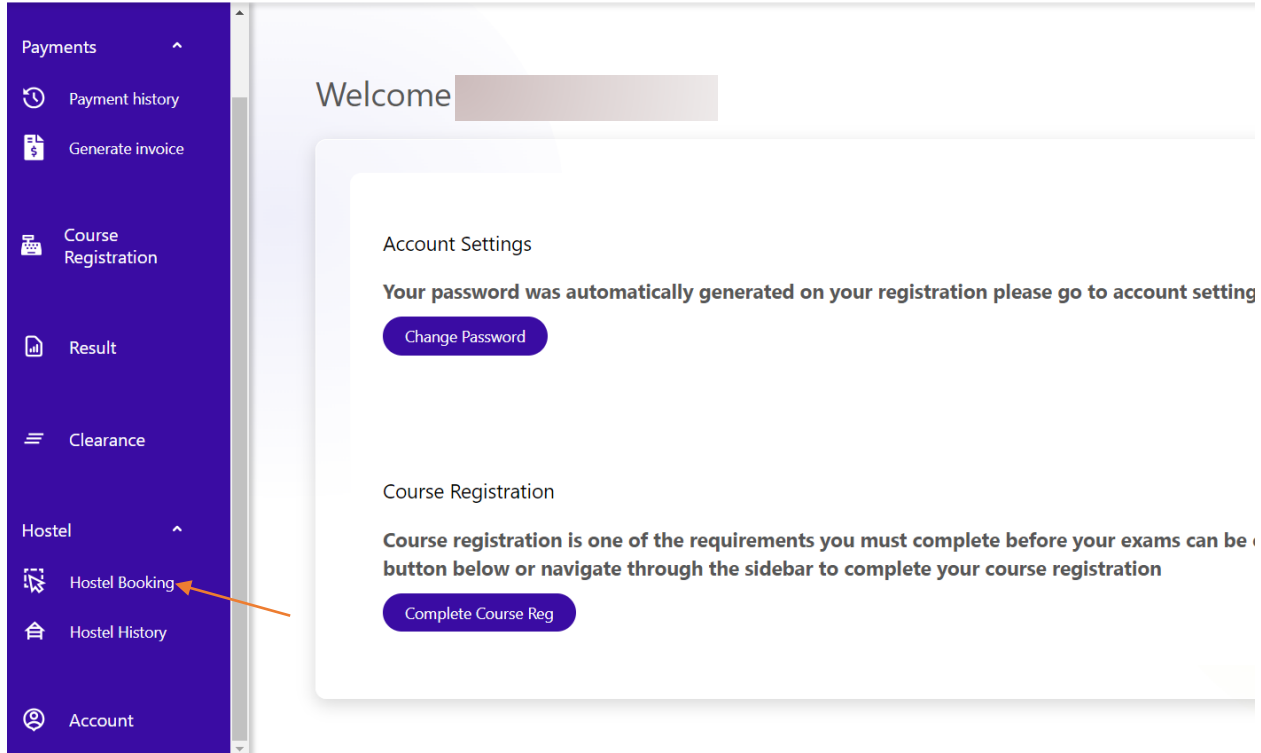 Payments
Payment history
Generate invoice
Course
Registration
Result
Clearance
Hostel
Hostel Booking
Hostel History
Account
Welcome
Account Settings
Your password was automatically generated on your registration please go to account setting
Change Password
Course Registration
Course registration is one of the requirements you must complete before your exams can be
button below or navigate through the sidebar to complete your course registration
Complete Course Reg